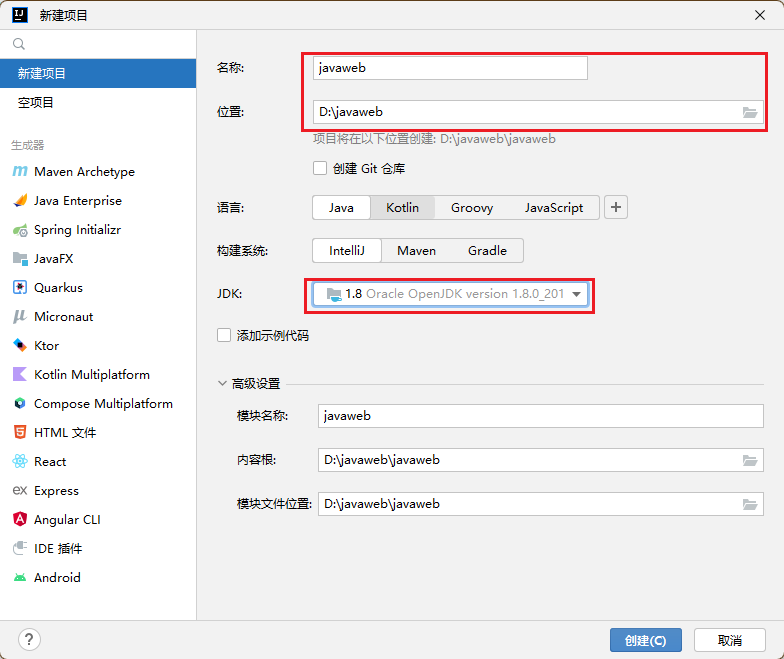 新建项目
新建项目
空项目
生成器
Maven Archetype
Java Enterprise
Spring Initializr
JavaFX
Quarkus
Micronaut
Ktor
Kotlin Multiplatform
Compose Multiplatform
HTML 文件
React
Express
Angular CLI
IDE 插件
Android
名称: javaweb
位置: D:\javaweb
项目将在以下位置创建: D:\javaweb\javaweb
创建 Git 仓库
语言: Java Kotlin Groovy JavaScript +
构建系统: IntelliJ Maven Gradle
JDK: 1.8 Oracle OpenJDK version 1.8.0_201
添加示例代码
高级设置
模块名称: javaweb
内容根: D:\javaweb\javaweb
模块文件位置: D:\javaweb\javaweb
? 创建(C) 取消